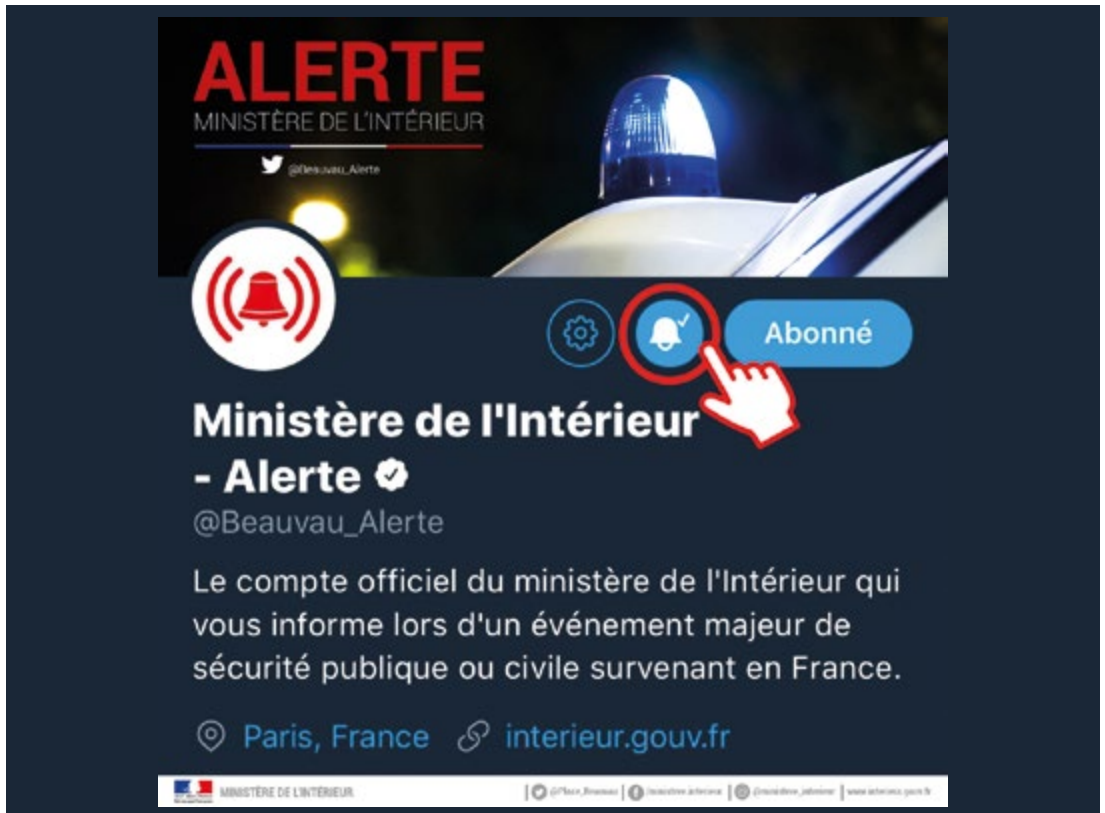 ALERTE
MINISTÈRE DE L'INTÉRIEUR
@Beauvau_Alerte
Abonné
Ministère de l'Intérieur
- Alerte
@Beauvau_Alerte
Le compte officiel du ministère de l'Intérieur qui
vous informe lors d'un événement majeur de
sécurité publique ou civile survenant en France.
Paris, France interieur.gouv.fr
MINISTÈRE DE L'INTÉRIEUR @Place_Beauvau